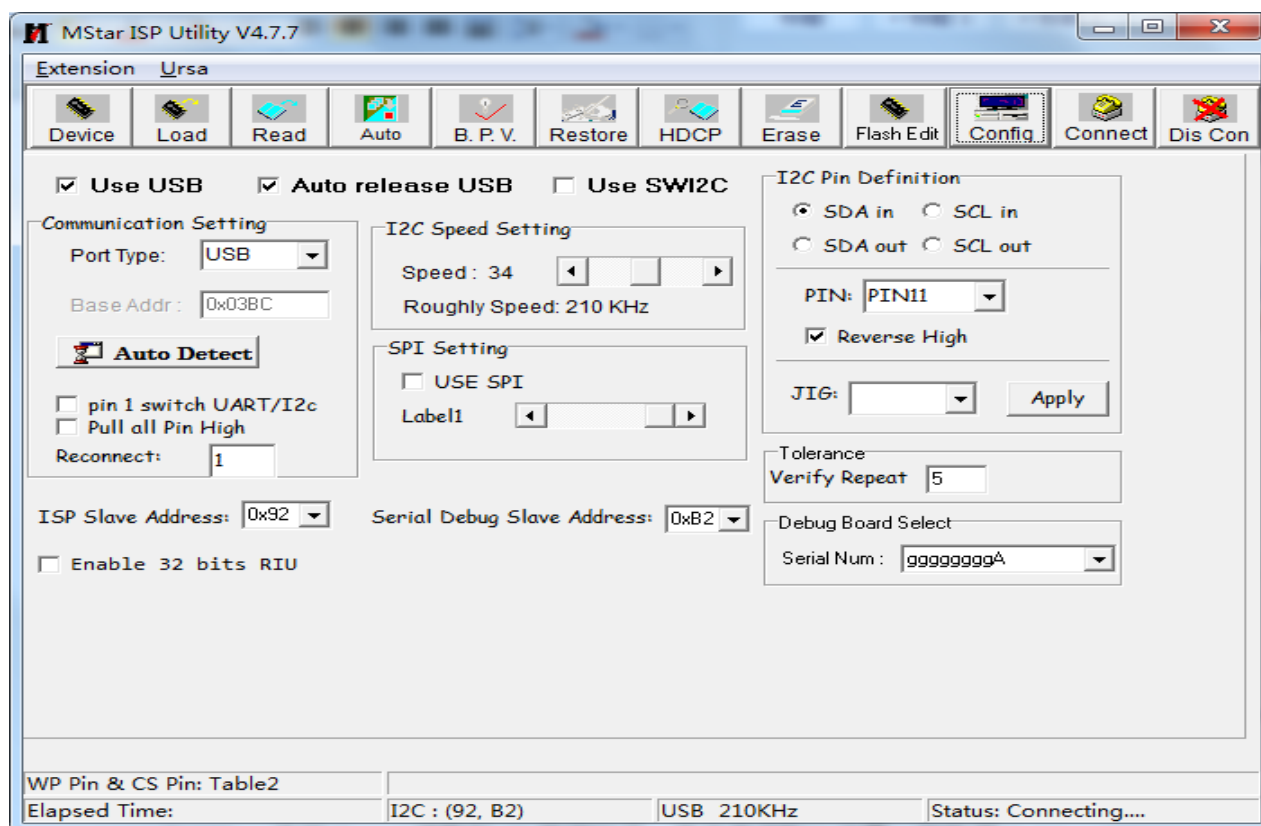 MStar ISP Utility V4.7.7
Extension Ursa
Device Load Read Auto B. P. V. Restore HDCP Erase Flash Edit Config Connect Dis Con
Use USB Auto release USB Use SWI2C
Communication Setting
Port Type: USB
Base Addr : 0x03BC
Auto Detect
pin 1 switch UART/I2c
Pull all Pin High
Reconnect: 1
I2C Speed Setting
Speed : 34
Roughly Speed: 210 KHz
SPI Setting
USE SPI
Label1
I2C Pin Definition
SDA in SCL in
SDA out SCL out
PIN: PIN11
Reverse High
JIG: Apply
Tolerance
Verify Repeat 5
ISP Slave Address: 0x92 Serial Debug Slave Address: 0xB2
Debug Board Select
Serial Num : ggggggggA
Enable 32 bits RIU
WP Pin & CS Pin: Table2
Elapsed Time: I2C : (92, B2) USB 210KHz Status: Connecting....